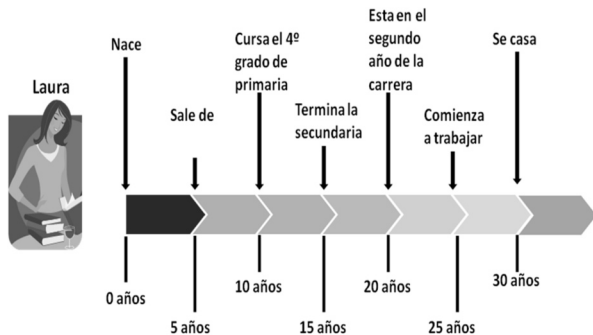 Laura
Nace
Sale de
Cursa el 4º
grado de
primaria
Termina la
secundaria
Esta en el
segundo
año de la
carrera
Comienza
a trabajar
Se casa
0 años
5 años
10 años
15 años
20 años
25 años
30 años